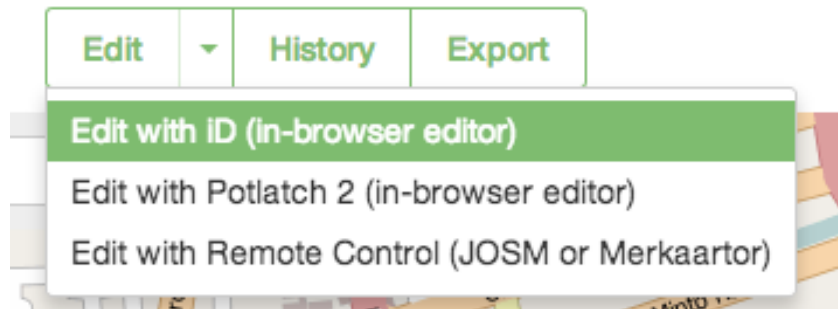 Edit History Export
Edit with iD (in-browser editor)
Edit with Potlatch 2 (in-browser editor)
Edit with Remote Control (JOSM or Merkaartor)
Minto